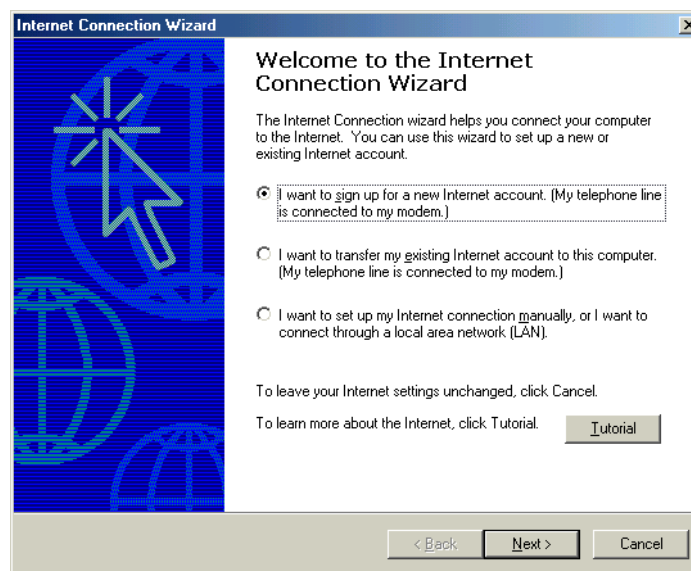 Internet Connection Wizard
Welcome to the Internet
Connection Wizard
The Internet Connection wizard helps you connect your computer
to the Internet. You can use this wizard to set up a new or
existing Internet account.
I want to sign up for a new Internet account. (My telephone line
is connected to my modem.)
I want to transfer my existing Internet account to this computer.
(My telephone line is connected to my modem.)
I want to set up my Internet connection manually, or I want to
connect through a local area network (LAN).
To leave your Internet settings unchanged, click Cancel.
To learn more about the Internet, click Tutorial.
Tutorial
< Back
Next >
Cancel